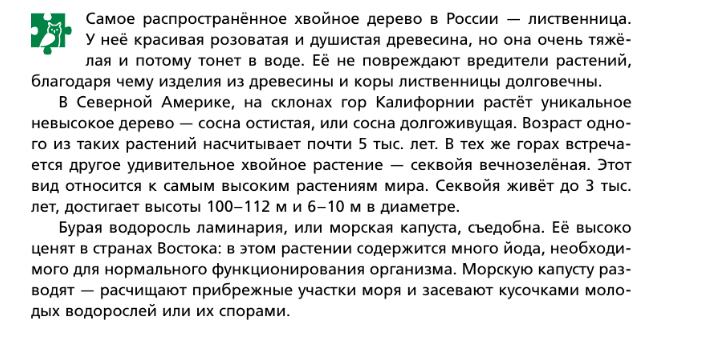 Самое распространённое хвойное дерево в России — лиственница.
У неё красивая розоватая и душистая древесина, но она очень тяжё-
лая и потому тонет в воде. Её не повреждают вредители растений,
благодаря чему изделия из древесины и коры лиственницы долговечны.
В Северной Америке, на склонах гор Калифорнии растёт уникальное
невысокое дерево — сосна остистая, или сосна долгоживущая. Возраст одно-
го из таких растений насчитывает почти 5 тыс. лет. В тех же горах встреча-
ется другое удивительное хвойное растение — секвойя вечнозелёная. Этот
вид относится к самым высоким растениям мира. Секвойя живёт до 3 тыс.
лет, достигает высоты 100–112 м и 6–10 м в диаметре.
Бурая водоросль ламинария, или морская капуста, съедобна. Её высоко
ценят в странах Востока: в этом растении содержится много йода, необходи-
мого для нормального функционирования организма. Морскую капусту раз-
водят — расчищают прибрежные участки моря и засевают кусочками моло-
дых водорослей или их спорами.